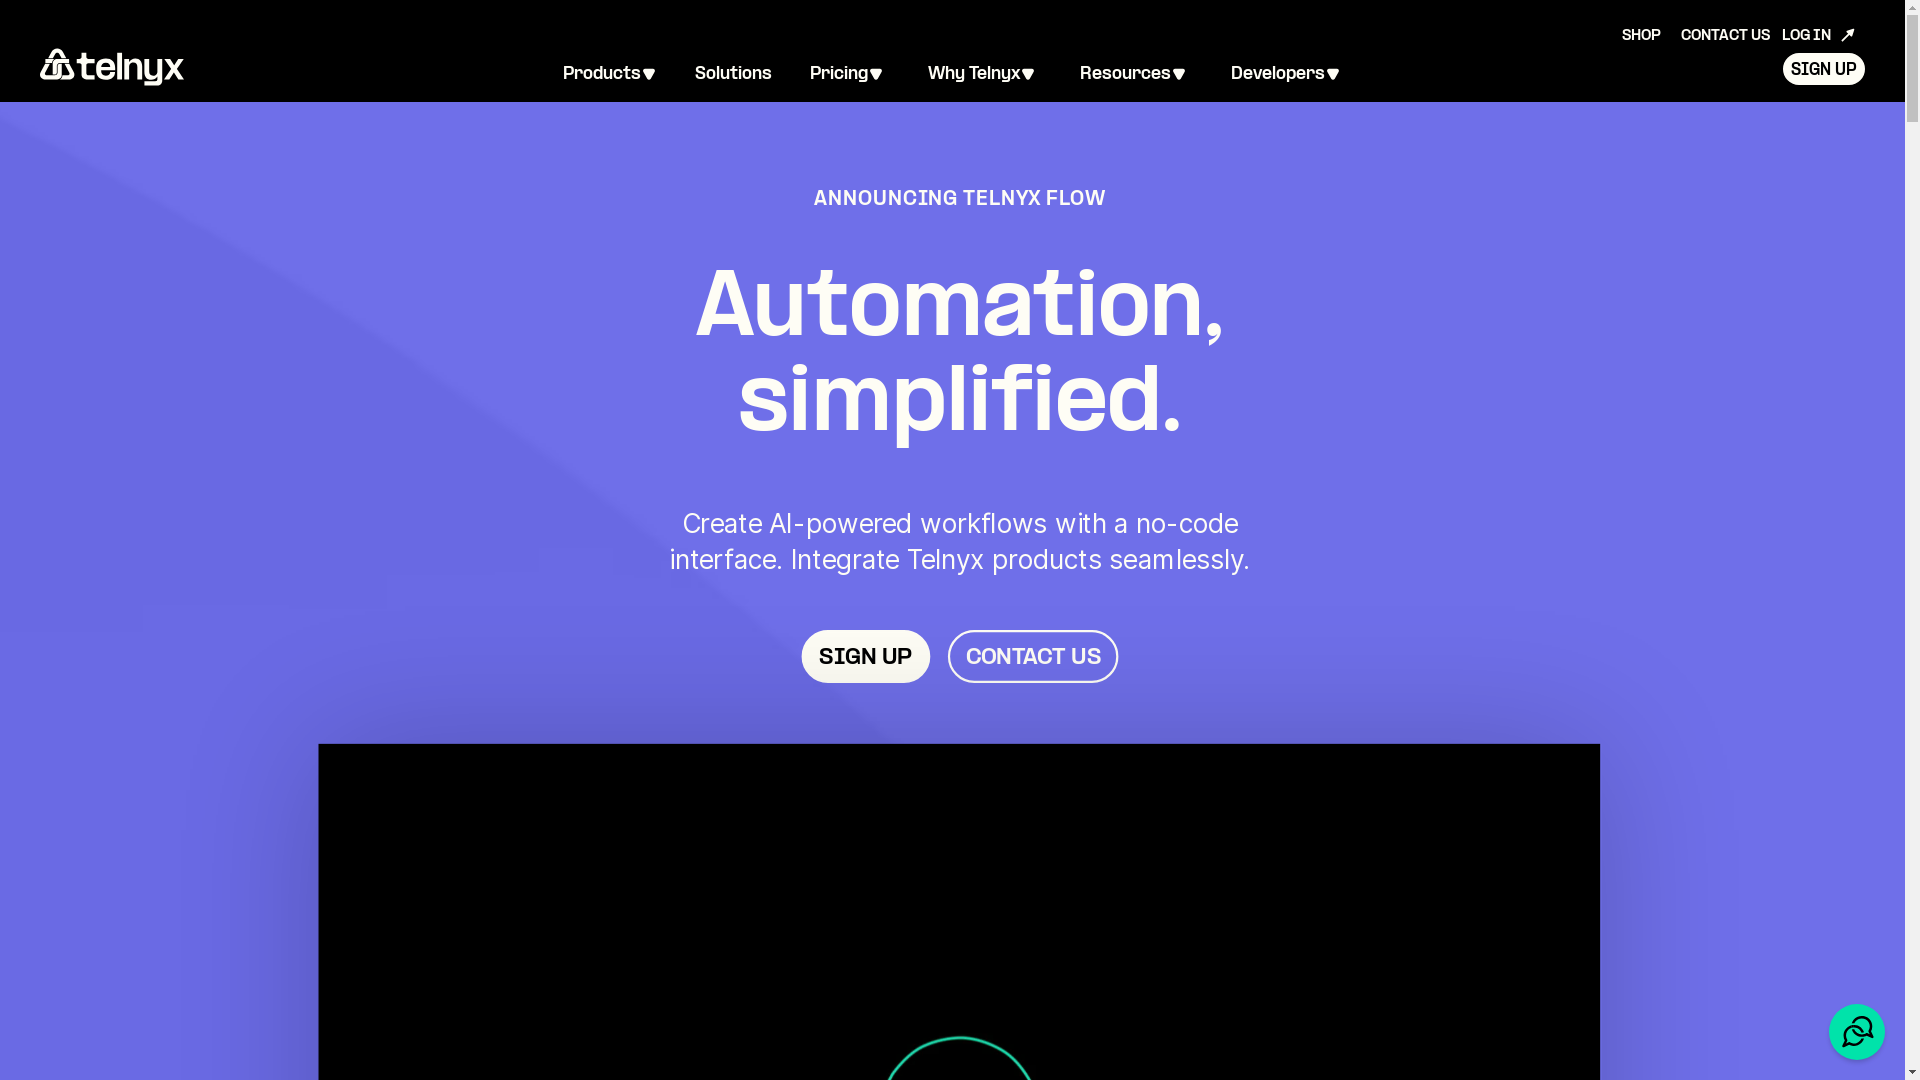 SHOP CONTACT US LOG IN
telnyx Products Solutions Pricing Why Telnyx Resources Developers SIGN UP
ANNOUNCING TELNYX FLOW
Automation,
simplified.
Create AI-powered workflows with a no-code
interface. Integrate Telnyx products seamlessly.
SIGN UP CONTACT US